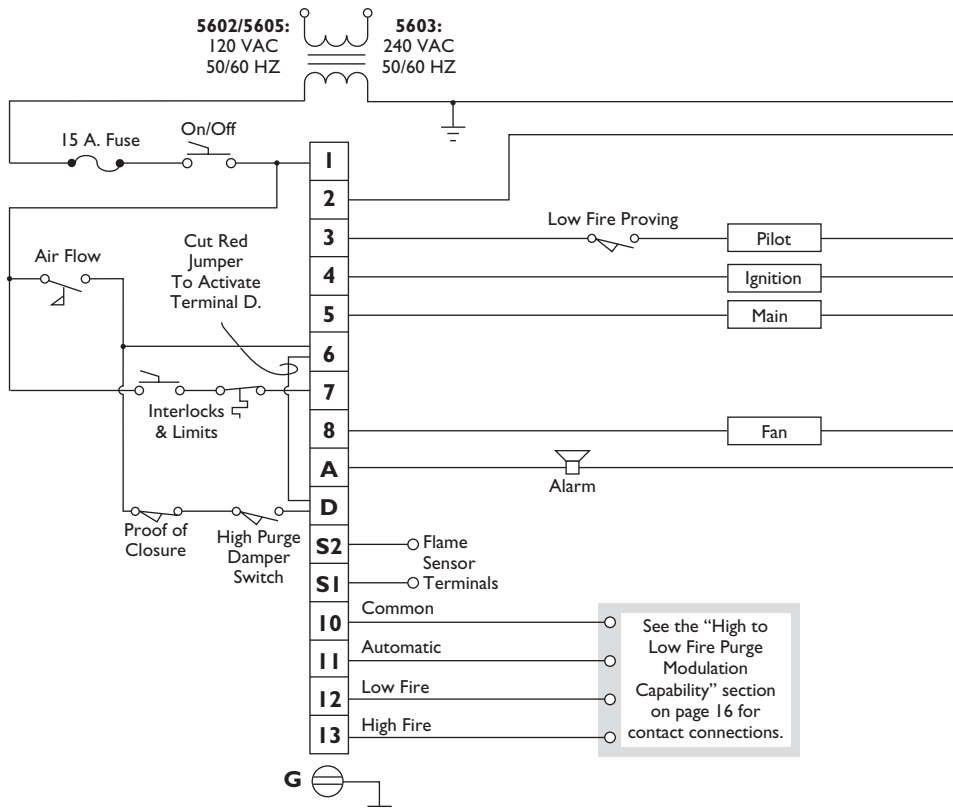 5602/5605:
120 VAC
50/60 HZ
5603:
240 VAC
50/60 HZ
15 A. Fuse
On/Off
1
2
Low Fire Proving
3
Pilot
Cut Red
Jumper
To Activate
Terminal D.
Air Flow
4
Ignition
5
Main
6
7
Interlocks
& Limits
8
Fan
A
Alarm
D
Proof of
Closure
High Purge
Damper
Switch
S2
Flame
Sensor
Terminals
S1
10
Common
11
Automatic
12
Low Fire
13
High Fire
See the “High to
Low Fire Purge
Modulation
Capability” section
on page 16 for
contact connections.
G